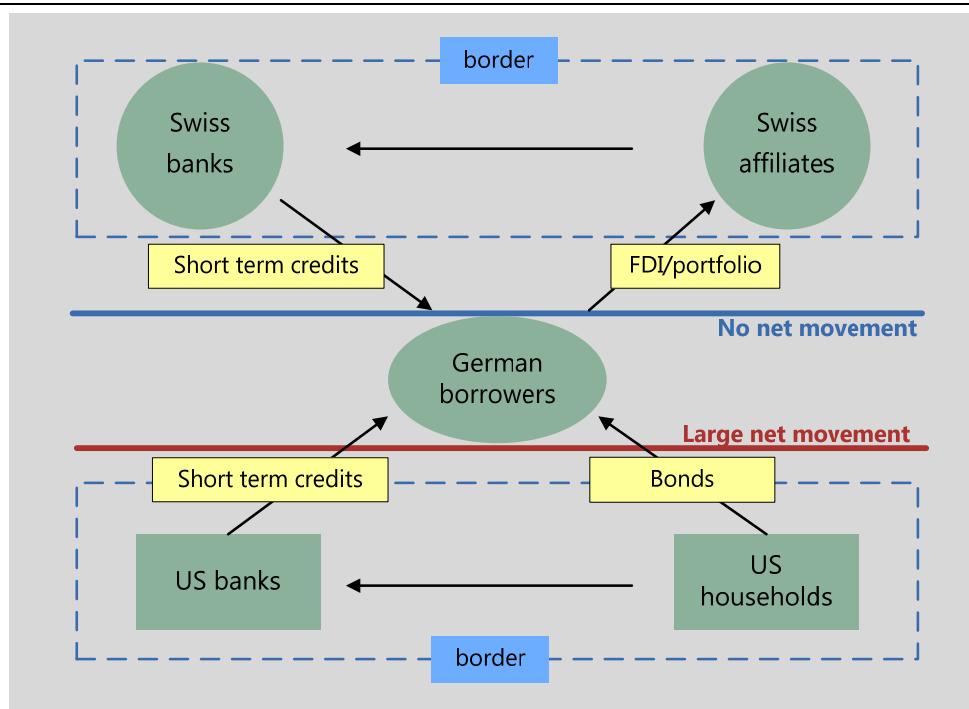 border
Swiss
banks
Swiss
affiliates
Short term credits
FDI/portfolio
No net movement
German
borrowers
Large net movement
Short term credits
Bonds
US banks
US
households
border